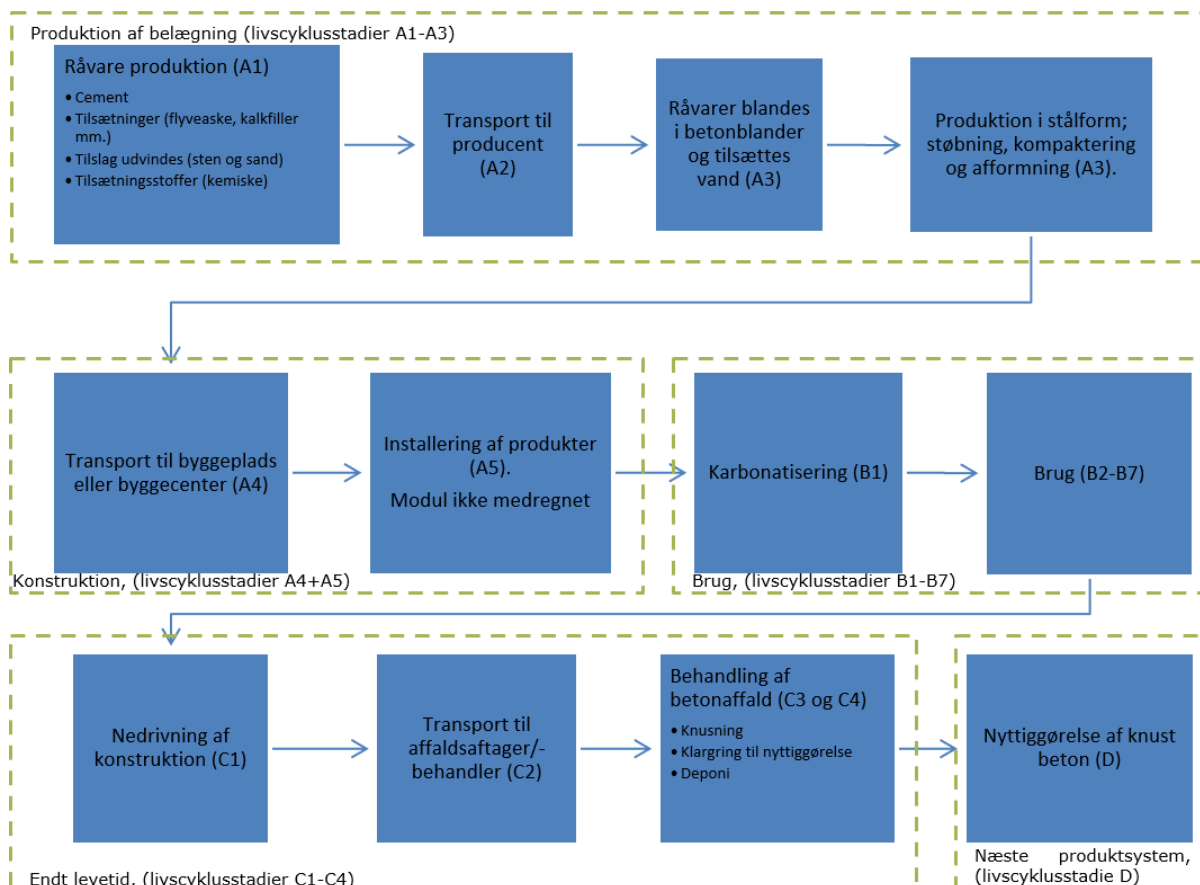 Produktion af belægning (livscyklusstadier A1-A3)
Råvare produktion (A1)
• Cement
• Tilsætninger (flyveaske, kalkfiller
mm.)
• Tilslag udvindes (sten og sand)
• Tilsætningsstoffer (kemiske)
Transport til
producent
(A2)
Råvarer blandes
i betonblander
og tilsættes
vand (A3)
Produktion i stålform;
støbning, kompaktering
og afformning (A3).
Transport til byggeplads
eller byggecenter (A4)
Installering af produkter
(A5).
Modul ikke medregnet
Konstruktion, (livscyklusstadier A4+A5)
Karbonatisering (B1)
Brug (B2-B7)
Brug, (livscyklusstadier B1-B7)
Nedrivning af
konstruktion (C1)
Transport til
affaldsaftager/-
behandler (C2)
Behandling af
betonaffald (C3 og C4)
• Knusning
• Klargring til nyttiggørelse
• Deponi
Endt levetid, (livscyklusstadier C1-C4)
Nyttiggørelse af knust
beton (D)
Næste produktsystem,
(livscyklusstadie D)